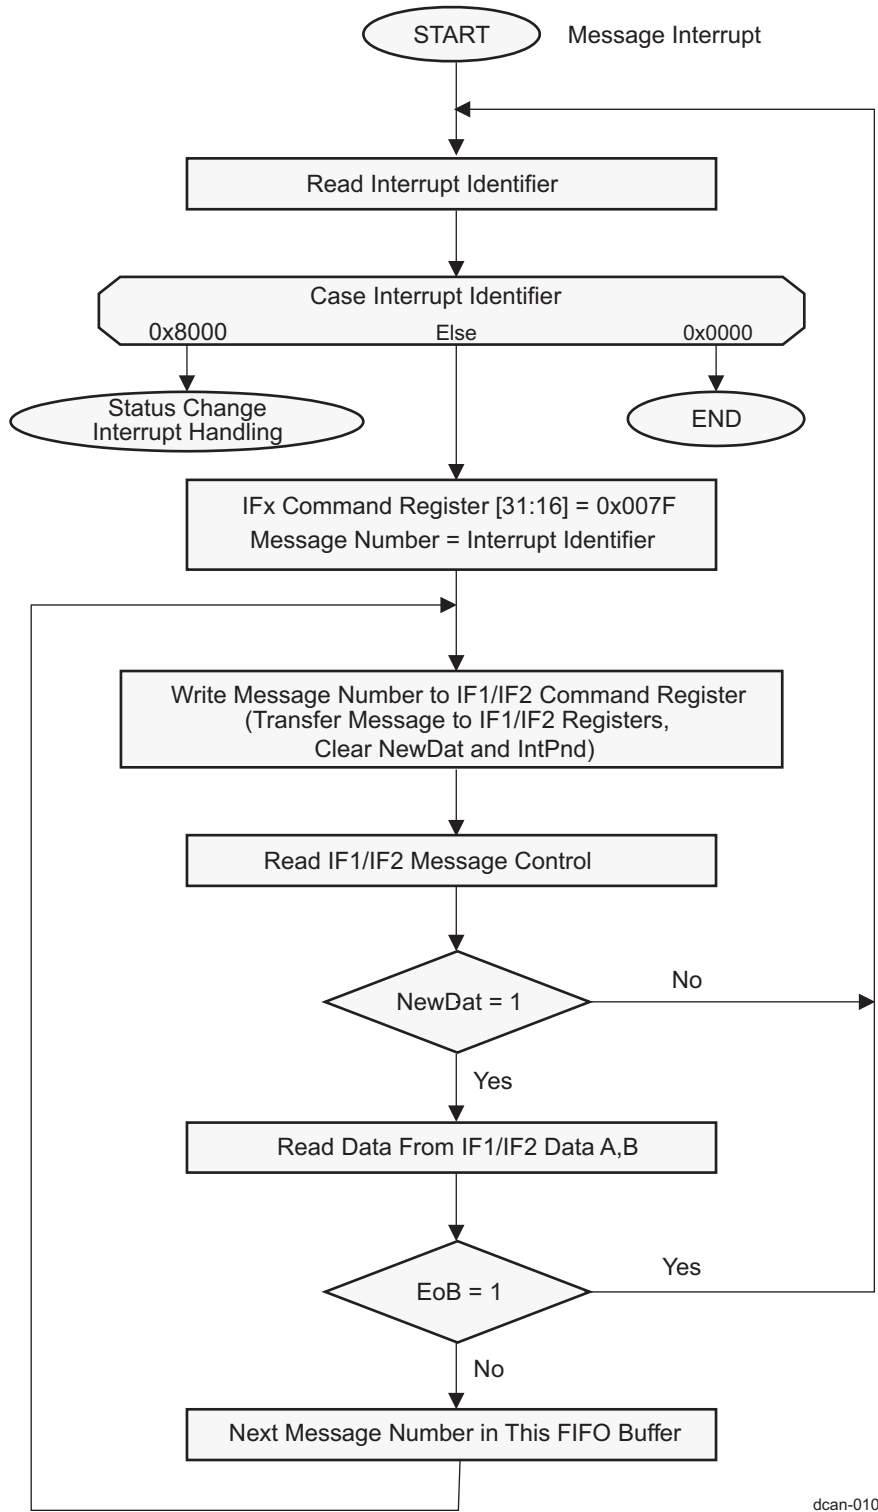 START
Message Interrupt
Read Interrupt Identifier
Case Interrupt Identifier
0x8000
Else
0x0000
Status Change
Interrupt Handling
END
IFx Command Register [31:16] = 0x007F
Message Number = Interrupt Identifier
Write Message Number to IF1/IF2 Command Register
(Transfer Message to IF1/IF2 Registers,
Clear NewDat and IntPnd)
Read IF1/IF2 Message Control
NewDat = 1
No
Yes
Read Data From IF1/IF2 Data A,B
EoB = 1
Yes
No
Next Message Number in This FIFO Buffer
dcan-010